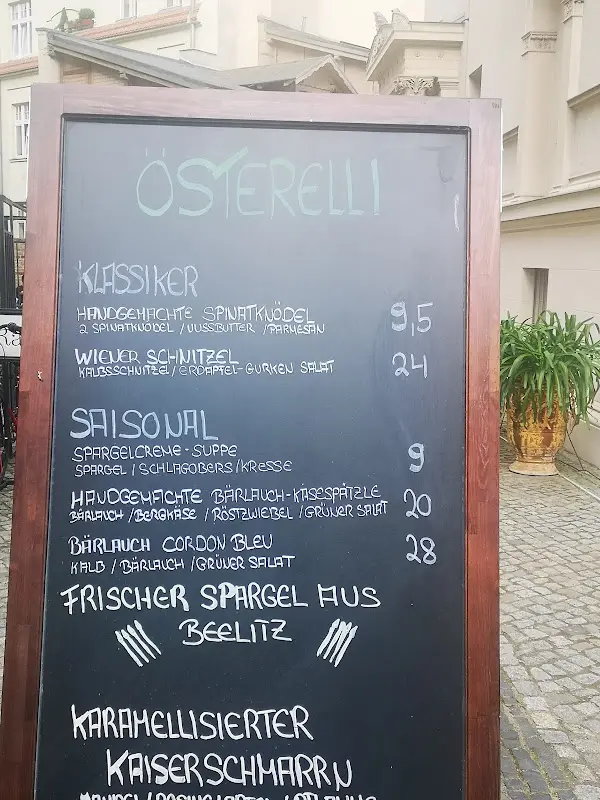 ÖSTERELLI
KLASSIKER
HANDGEMACHTE SPINATKNÖDEL 9,5
2 SPINATKNÖDEL / NUSSBUTTER / PARMESAN
WIENER SCHNITZEL 24
KALBSSCHNITZEL / ERDÄPFEL-GURKEN SALAT
SAISONAL
SPARGELCREME-SUPPE 9
SPARGEL / SCHLAGOBERS / KRESSE
HANDGEMACHTE BÄRLAUCH-KÄSESPÄTZLE 20
BÄRLAUCH / BERGKÄSE / RÖSTZWIEBEL / GRÜNER SALAT
BÄRLAUCH CORDON BLEU 28
KALB / BÄRLAUCH / GRÜNER SALAT
FRISCHER SPARGEL AUS
BEELITZ
KARAMELLISIERTER
KAISERSCHMARRN